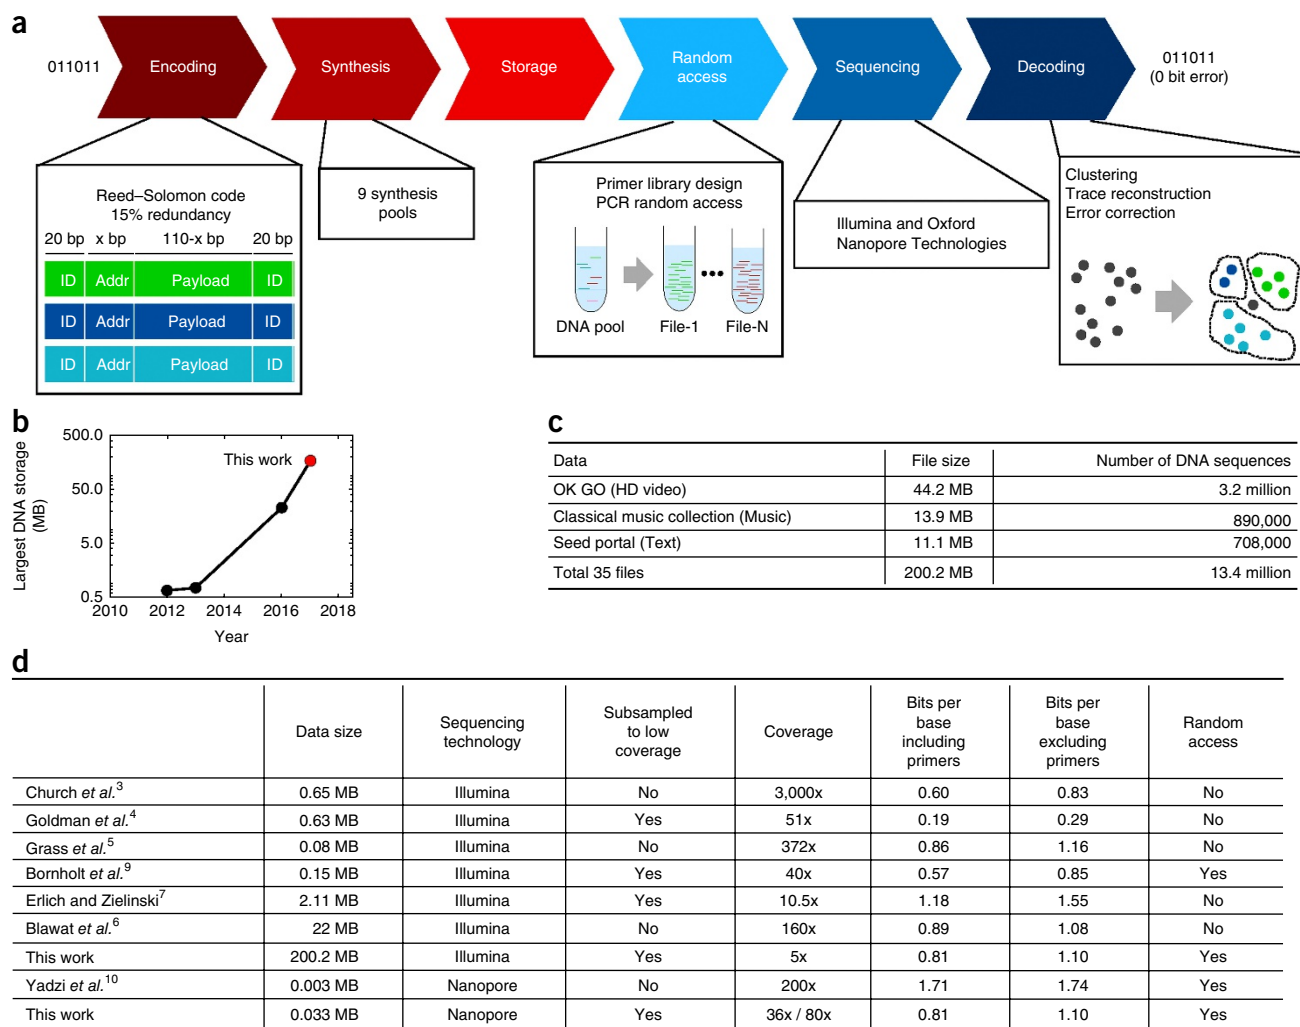 a
011011
Encoding
Synthesis
Storage
Random
access
Sequencing
Decoding
011011
(0 bit error)
Reed–Solomon code
15% redundancy
20 bp x bp 110-x bp 20 bp
ID Addr Payload ID
ID Addr Payload ID
ID Addr Payload ID
9 synthesis
pools
Primer library design
PCR random access
DNA pool File-1 File-N
Illumina and Oxford
Nanopore Technologies
Clustering
Trace reconstruction
Error correction
b
Largest DNA storage
(MB)
500.0
50.0
5.0
0.5
This work
2010 2012 2014 2016 2018
Year
c
Data File size Number of DNA sequences
OK GO (HD video) 44.2 MB 3.2 million
Classical music collection (Music) 13.9 MB 890,000
Seed portal (Text) 11.1 MB 708,000
Total 35 files 200.2 MB 13.4 million
d
Data size
Sequencing
technology
Subsampled
to low
coverage
Coverage
Bits per
base
including
primers
Bits per
base
excluding
primers
Random
access
Church et al.3 0.65 MB Illumina No 3,000x 0.60 0.83 No
Goldman et al.4 0.63 MB Illumina Yes 51x 0.19 0.29 No
Grass et al.5 0.08 MB Illumina No 372x 0.86 1.16 No
Bornholt et al.9 0.15 MB Illumina Yes 40x 0.57 0.85 Yes
Erlich and Zielinski7 2.11 MB Illumina Yes 10.5x 1.18 1.55 No
Blawat et al.6 22 MB Illumina No 160x 0.89 1.08 No
This work 200.2 MB Illumina Yes 5x 0.81 1.10 Yes
Yadzi et al.10 0.003 MB Nanopore No 200x 1.71 1.74 Yes
This work 0.033 MB Nanopore Yes 36x / 80x 0.81 1.10 Yes